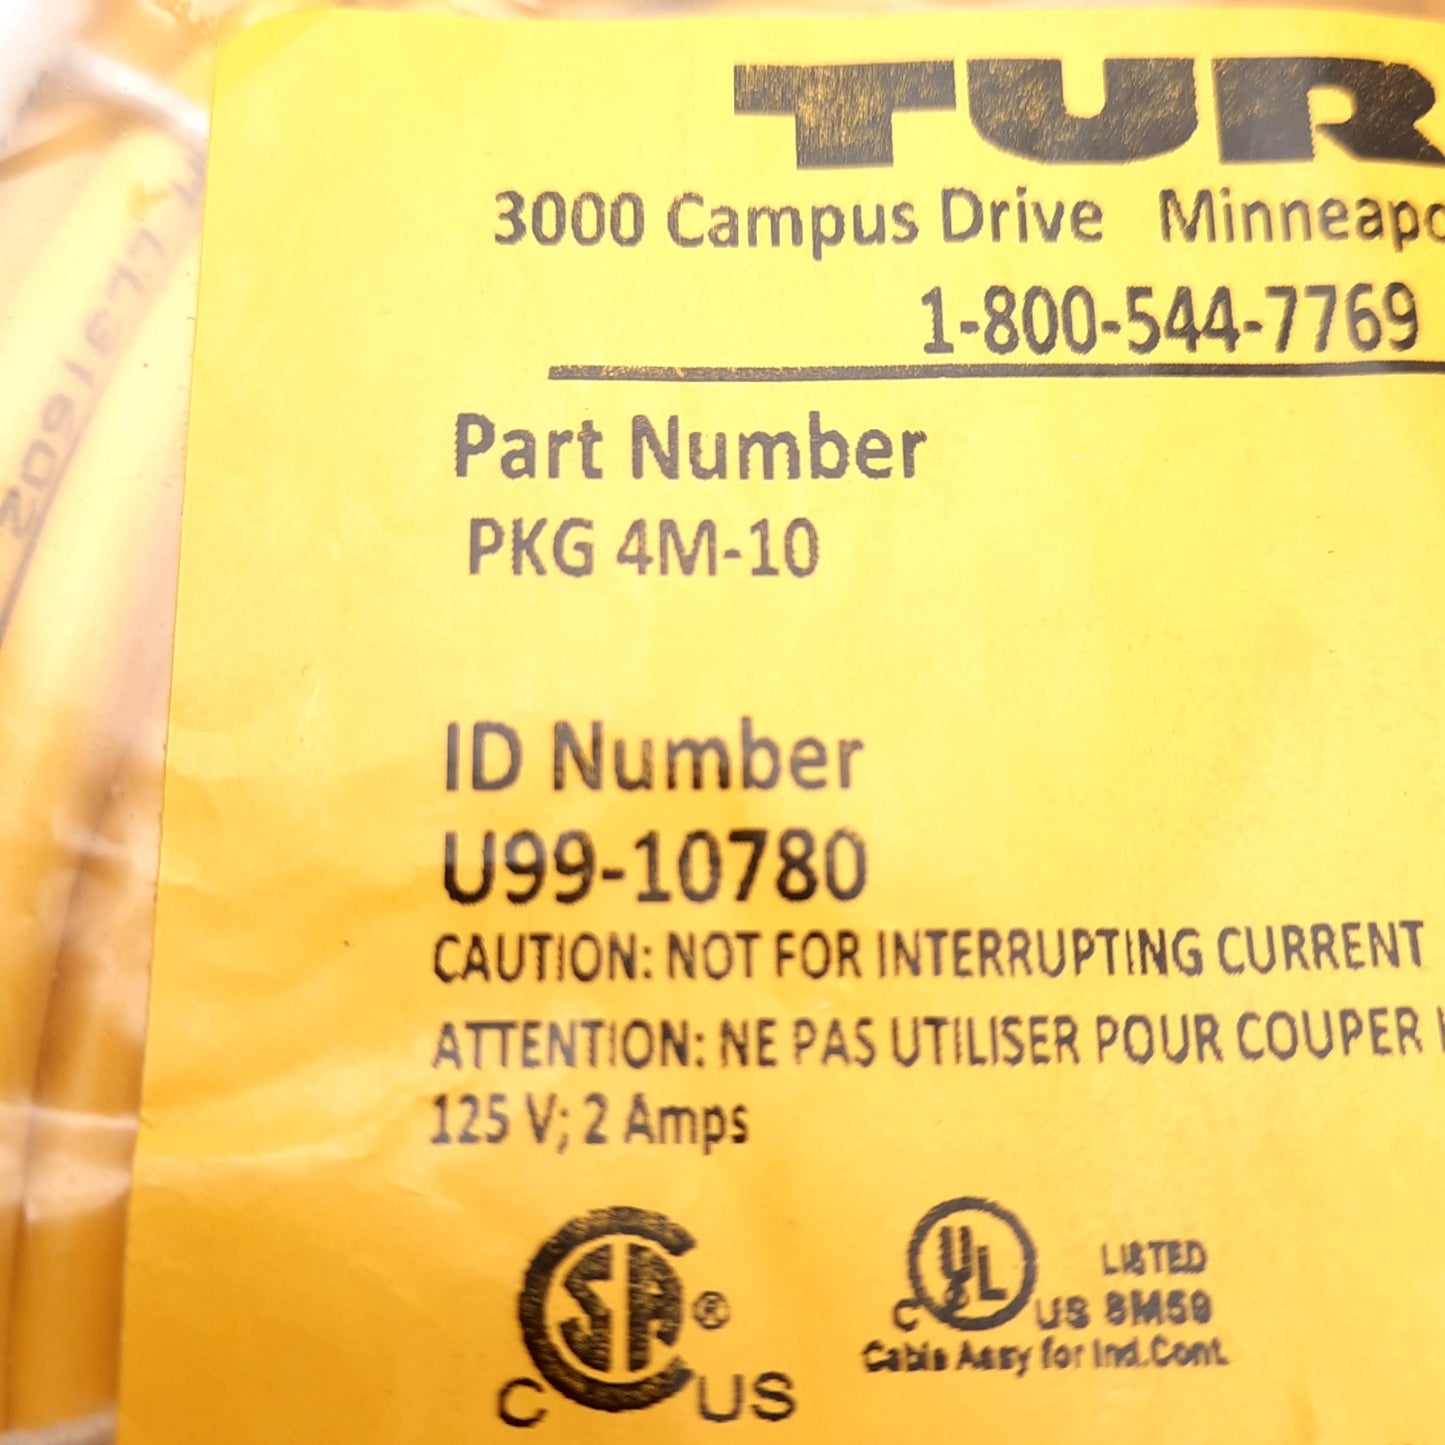 TUR
3000 Campus Drive Minneapo
1-800-544-7769
Part Number
PKG 4M-10
ID Number
U99-10780
CAUTION: NOT FOR INTERRUPTING CURRENT
ATTENTION: NE PAS UTILISER POUR COUPER
125 V; 2 Amps
CSA ® C US
C UL US LISTED
8M59
Cable Assy for Ind.Cont.